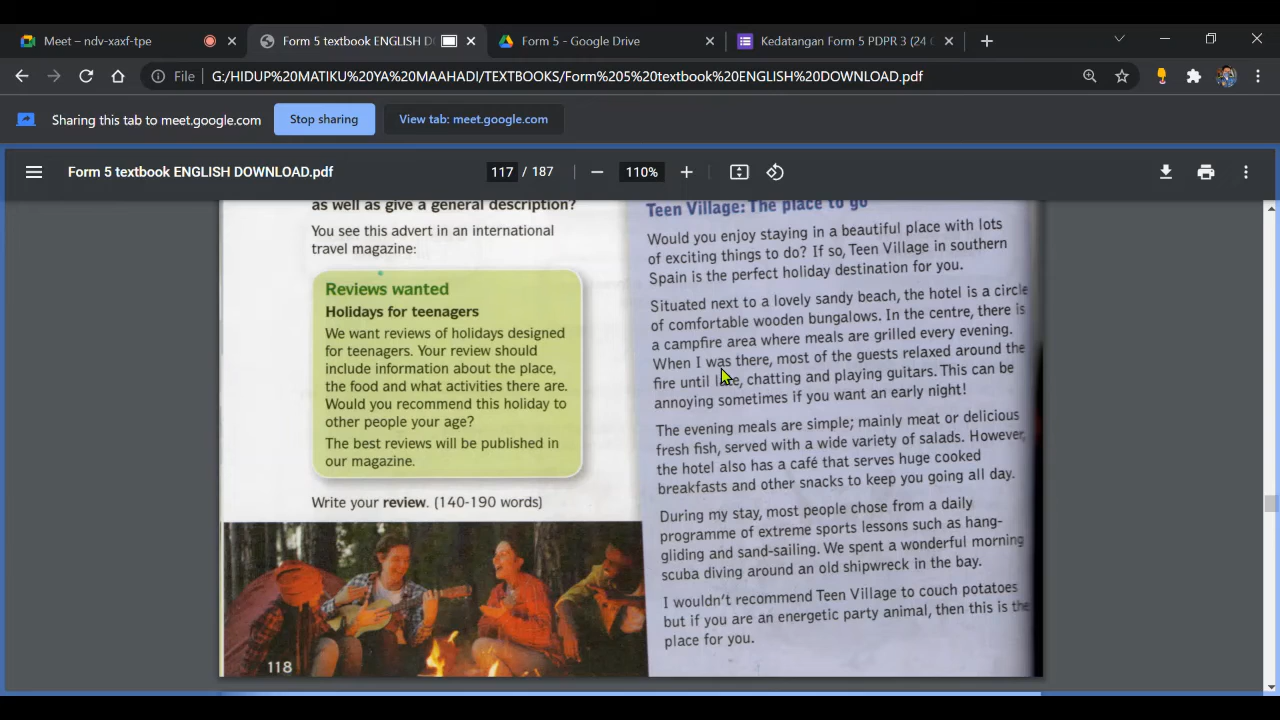 Meet – ndv-xaxf-tpe
Form 5 textbook ENGLISH D
Form 5 - Google Drive
Kedatangan Form 5 PDPR 3 (24
File
G:/HIDUP%20MATIKU%20YA%20MAAHADI/TEXTBOOKS/Form%205%20textbook%20ENGLISH%20DOWNLOAD.pdf
Sharing this tab to meet.google.com
Stop sharing
View tab: meet.google.com
Form 5 textbook ENGLISH DOWNLOAD.pdf
117 / 187
110%
as well as give a general description?
You see this advert in an international
travel magazine:
Reviews wanted
Holidays for teenagers
We want reviews of holidays designed
for teenagers. Your review should
include information about the place,
the food and what activities there are.
Would you recommend this holiday to
other people your age?
The best reviews will be published in
our magazine.
Write your review. (140-190 words)
118
Teen Village: The place to go
Would you enjoy staying in a beautiful place with lots
of exciting things to do? If so, Teen Village in southern
Spain is the perfect holiday destination for you.
Situated next to a lovely sandy beach, the hotel is a circle
of comfortable wooden bungalows. In the centre, there is
a campfire area where meals are grilled every evening.
When I was there, most of the guests relaxed around the
fire until late, chatting and playing guitars. This can be
annoying sometimes if you want an early night!
The evening meals are simple; mainly meat or delicious
fresh fish, served with a wide variety of salads. However,
the hotel also has a café that serves huge cooked
breakfasts and other snacks to keep you going all day.
During my stay, most people chose from a daily
programme of extreme sports lessons such as hang-
gliding and sand-sailing. We spent a wonderful morning
scuba diving around an old shipwreck in the bay.
I wouldn't recommend Teen Village to couch potatoes
but if you are an energetic party animal, then this is the
place for you.